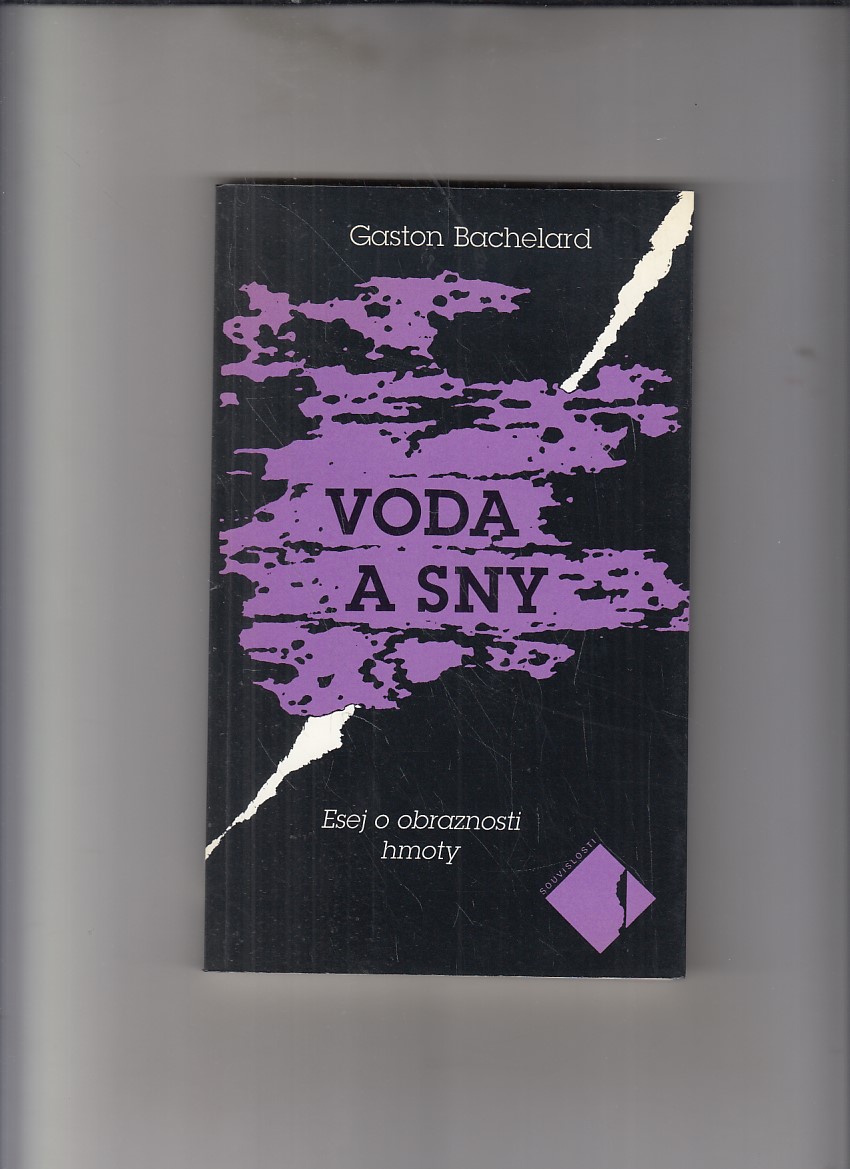 Gaston Bachelard
VODA
A SNY
Esej o obraznosti
hmoty
SOUVISLOSTI